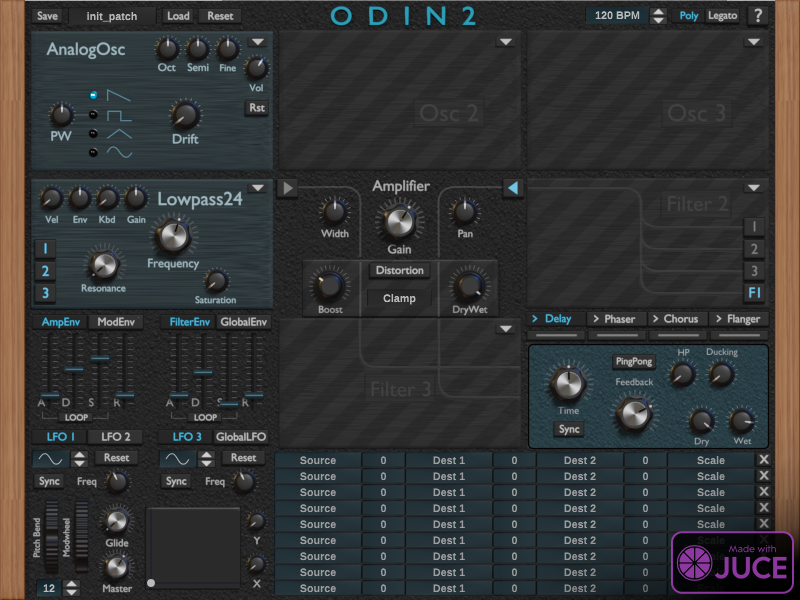 Save init_patch Load Reset ODIN 2 120 BPM Poly Legato ?
AnalogOsc
Oct Semi Fine
Vol
Rst
PW
Drift
Osc 2
Osc 3
Lowpass24
Vel Env Kbd Gain
Frequency
1
2
3
Resonance
Saturation
Amplifier
Width
Gain
Pan
Distortion
Clamp
Boost
DryWet
Filter 2
1
2
3
FI
AmpEnv ModEnv
FilterEnv GlobalEnv
A D S R
LOOP
A D S R
LOOP
Filter 3
> Delay > Phaser > Chorus > Flanger
PingPong
HP Ducking
Feedback
Time
Sync
Dry Wet
LFO 1 LFO 2
LFO 3 GlobalLFO
Reset
Reset
Sync Freq
Sync Freq
Pitch Bend
Modwheel
Glide
Master
12
Y
X
Source 0 Dest 1 0 Dest 2 0 Scale X
Source 0 Dest 1 0 Dest 2 0 Scale X
Source 0 Dest 1 0 Dest 2 0 Scale X
Source 0 Dest 1 0 Dest 2 0 Scale X
Source 0 Dest 1 0 Dest 2 0 Scale X
Source 0 Dest 1 0 Dest 2 0 Scale
Source 0 Dest 1 0 Dest 2 0
Source 0 Dest 1 0 Dest 2 0
Source 0 Dest 1 0 Dest 2 0
Made with
JUCE